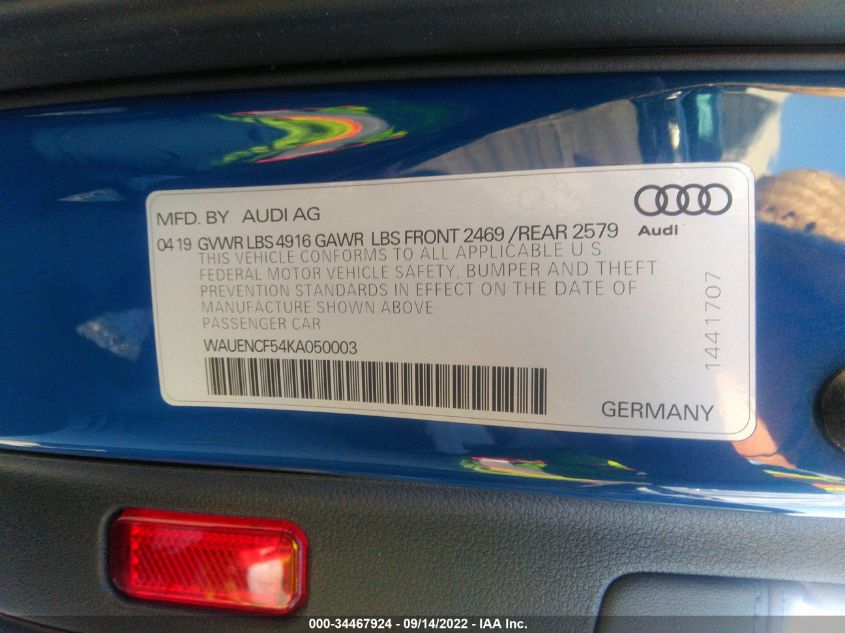 MFD. BY AUDI AG
Audi
04 19 GVWR LBS 4916 GAWR LBS FRONT 2469 /REAR 2579
THIS VEHICLE CONFORMS TO ALL APPLICABLE U S
FEDERAL MOTOR VEHICLE SAFETY, BUMPER AND THEFT
PREVENTION STANDARDS IN EFFECT ON THE DATE OF
MANUFACTURE SHOWN ABOVE
PASSENGER CAR
WAUENCF54KA050003
1441707
GERMANY
000-34467924 / 09/14/2022 - IAA Inc.